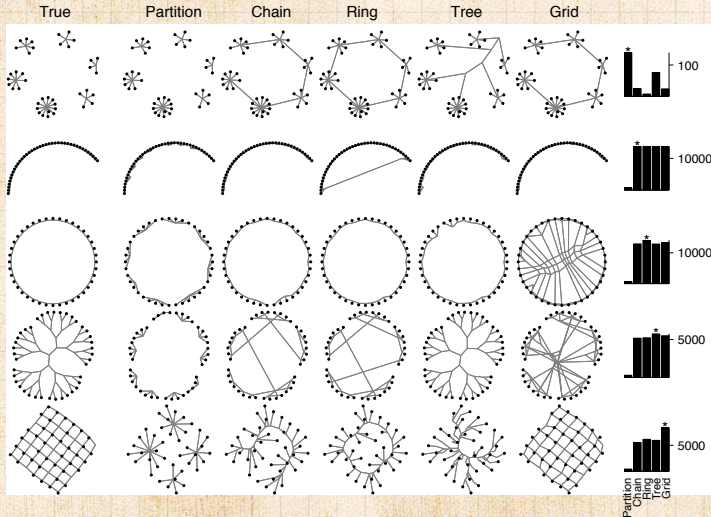 True Partition Chain Ring Tree Grid
* 100
* 10000
* 10000
* 5000
* 5000
Partition
Chain
Ring
Tree
Grid